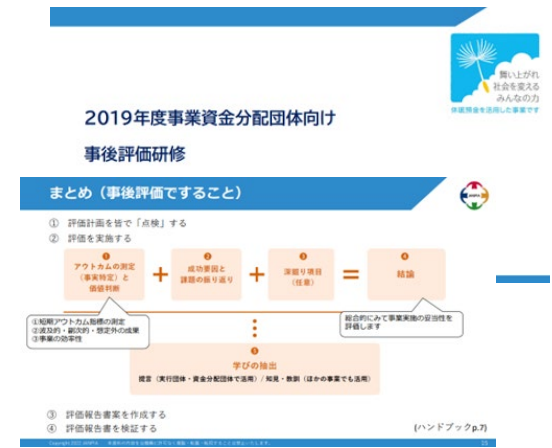 舞い上がれ
社会を変える
みんなの力
休眠預金を活用した事業です
2019年度事業資金分配団体向け
事後評価研修
まとめ（事後評価ですること）
① 評価計画を皆で「点検」する
② 評価を実施する
❶
アウトカムの測定
（事実特定）と
価値判断
+
❷
成功要因と
課題の振り返り
+
❸
深掘り項目
（任意）
=
❹
結論
①短期アウトカム指標の測定
②波及的・副次的・想定外の成果
③事業の効率性
総合的にみて事業実施の妥当性を
評価します
❺
学びの抽出
提言（実行団体・資金分配団体で活用）/ 知見・教訓（ほかの事業でも活用）
③ 評価報告書案を作成する
④ 評価報告書を検証する
(ハンドブックp.7)